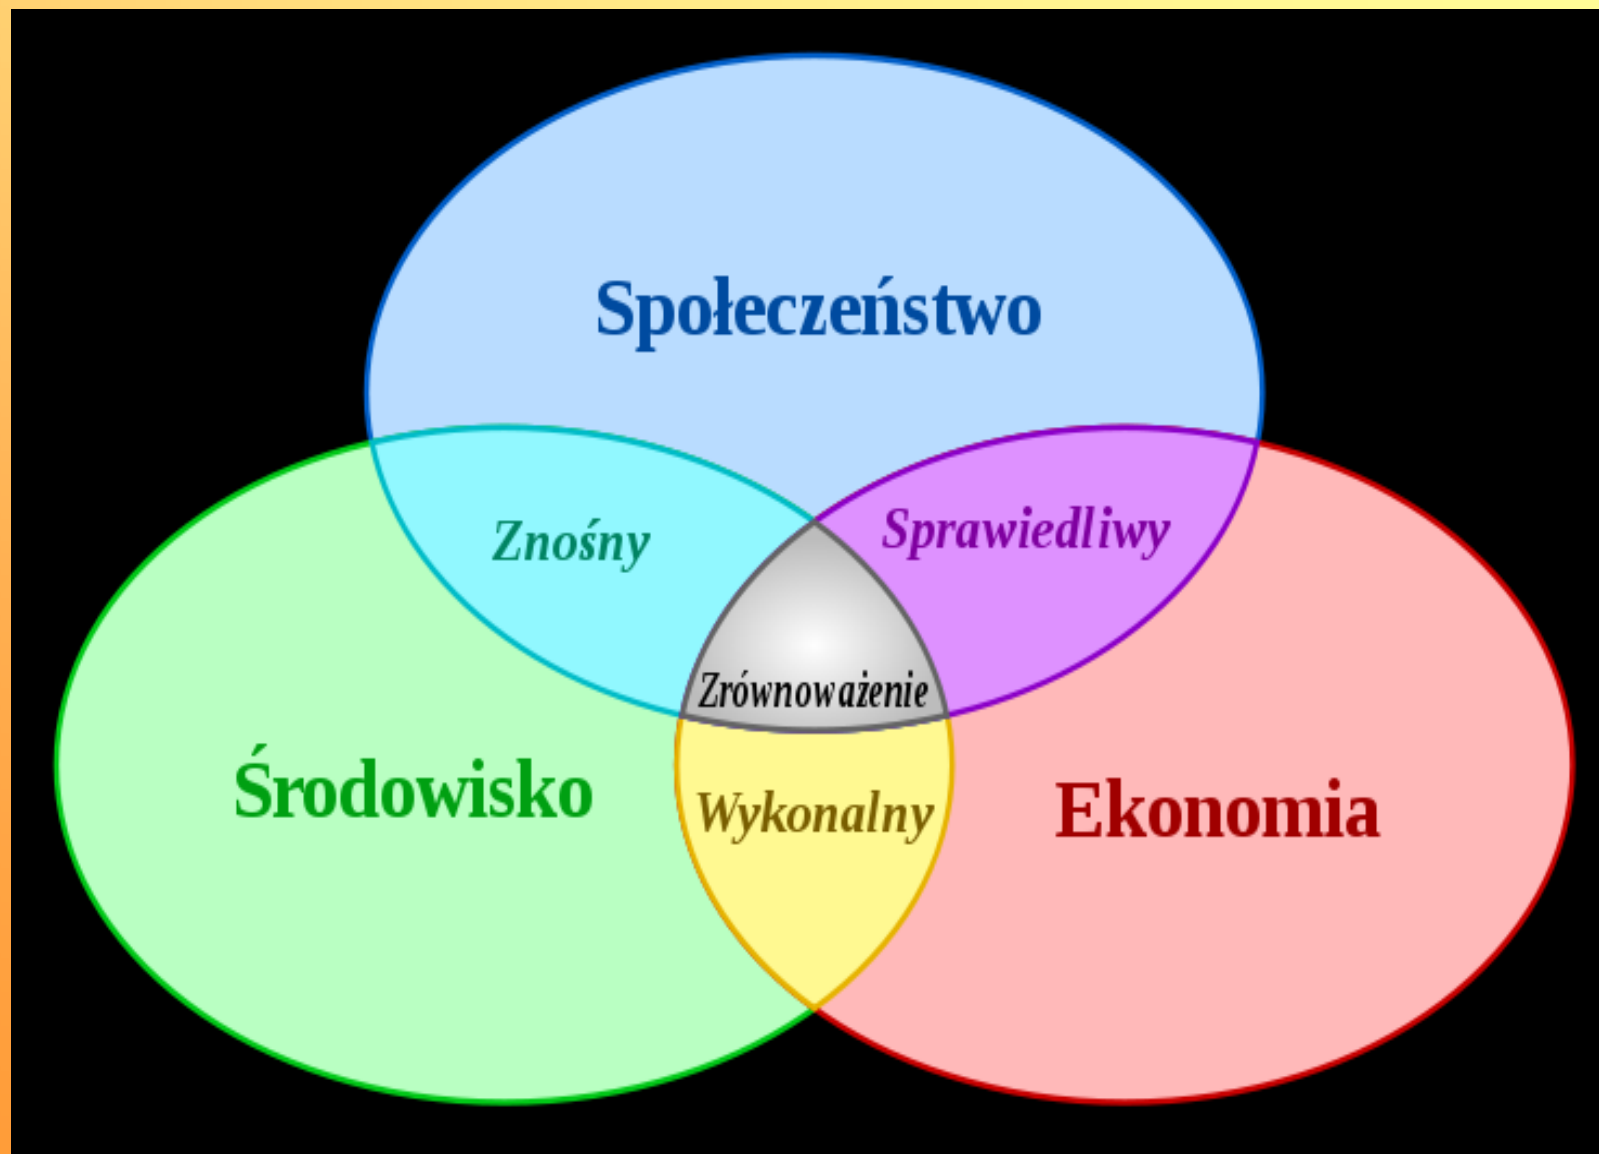 Społeczeństwo
Znośny
Sprawiedliwy
Zrównoważenie
Środowisko
Wykonalny
Ekonomia